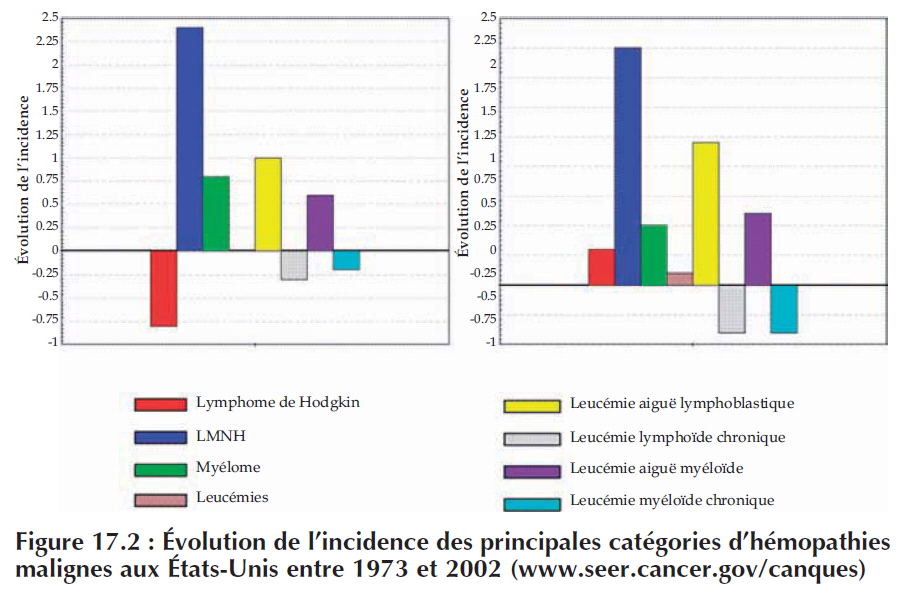 Évolution de l'incidence
2.5
2.25
2
1.75
1.5
1.25
1
0.75
0.5
0.25
0
-0.25
-0.5
-0.75
-1
Évolution de l'incidence
2.5
2.25
2
1.75
1.5
1.25
1
0.75
0.5
0.25
0
-0.25
-0.5
-0.75
-1
Lymphome de Hodgkin
LMNH
Myélome
Leucémies
Leucémie aiguë lymphoblastique
Leucémie lymphoïde chronique
Leucémie aiguë myéloïde
Leucémie myéloïde chronique
Figure 17.2 : Évolution de l'incidence des principales catégories d'hémopathies
malignes aux États-Unis entre 1973 et 2002 (www.seer.cancer.gov/canques)